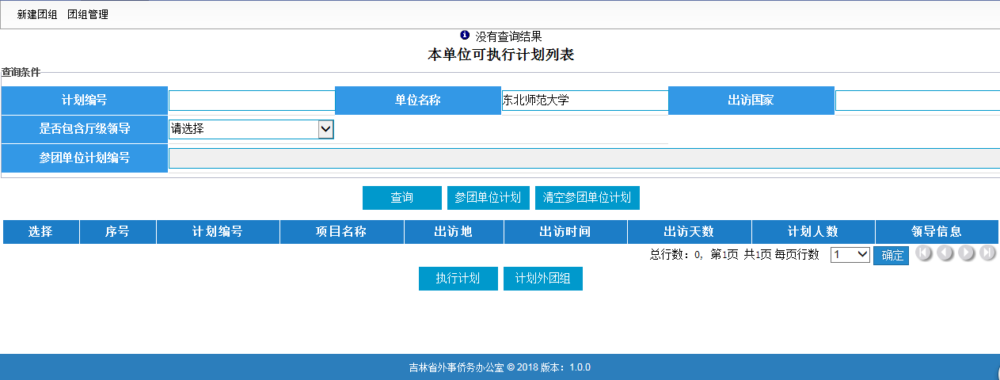 新建团组 团组管理
没有查询结果
本单位可执行计划列表
查询条件
计划编号 单位名称 东北师范大学 出访国家
是否包含厅级领导 请选择
参团单位计划编号
查询 参团单位计划 清空参团单位计划
选择 序号 计划编号 项目名称 出访地 出访时间 出访天数 计划人数 领导信息
总行数：0, 第1页 共1页 每页行数 1 确定
执行计划 计划外团组
吉林省外事侨务办公室 © 2018 版本：1.0.0